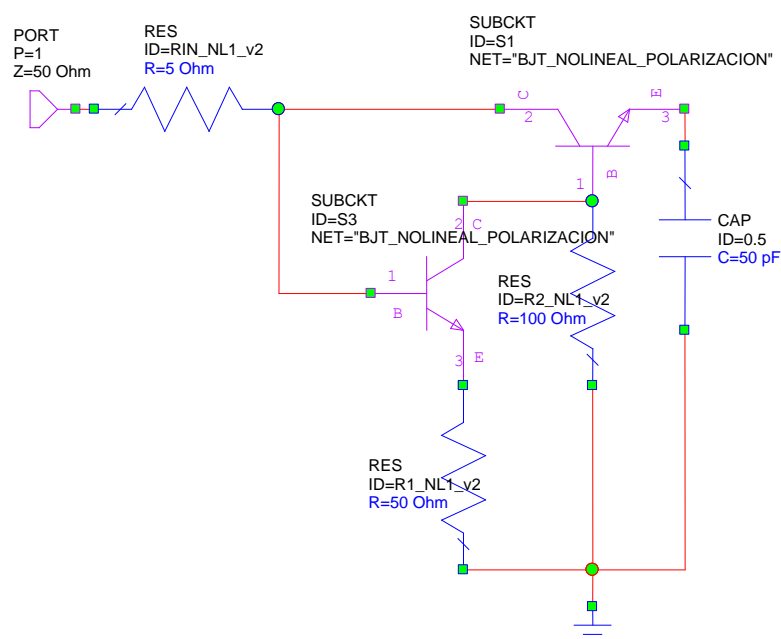 PORT
P=1
Z=50 Ohm
RES
ID=RIN_NL1_v2
R=5 Ohm
SUBCKT
ID=S1
NET="BJT_NOLINEAL_POLARIZACION"
C
2
E
3
1
B
SUBCKT
ID=S3
NET="BJT_NOLINEAL_POLARIZACION"
2
C
1
B
3
E
CAP
ID=0.5
C=50 pF
RES
ID=R2_NL1_v2
R=100 Ohm
RES
ID=R1_NL1_v2
R=50 Ohm